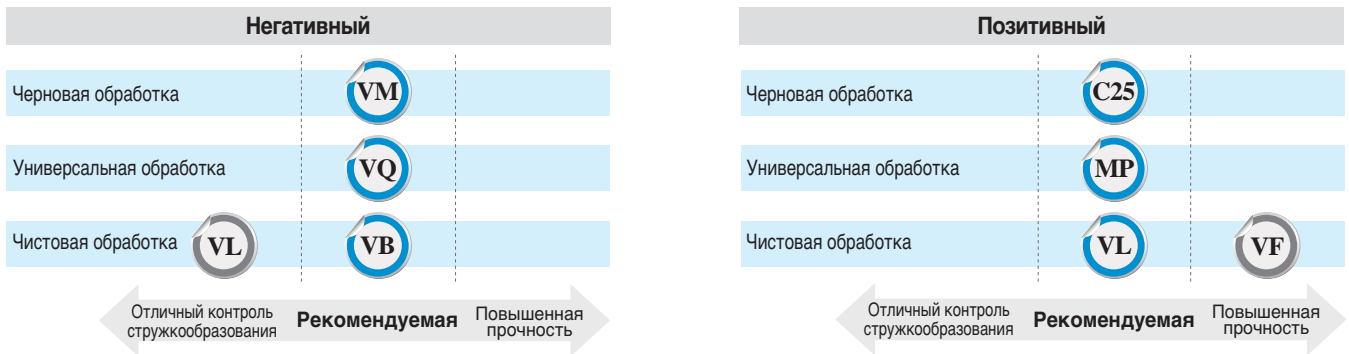 Негативный
Черновая обработка
VM
Универсальная обработка
VQ
Чистовая обработка
VL
VB
Отличный контроль
стружкообразования
Рекомендуемая
Повышенная
прочность
Позитивный
Черновая обработка
C25
Универсальная обработка
MP
Чистовая обработка
VL
VF
Отличный контроль
стружкообразования
Рекомендуемая
Повышенная
прочность